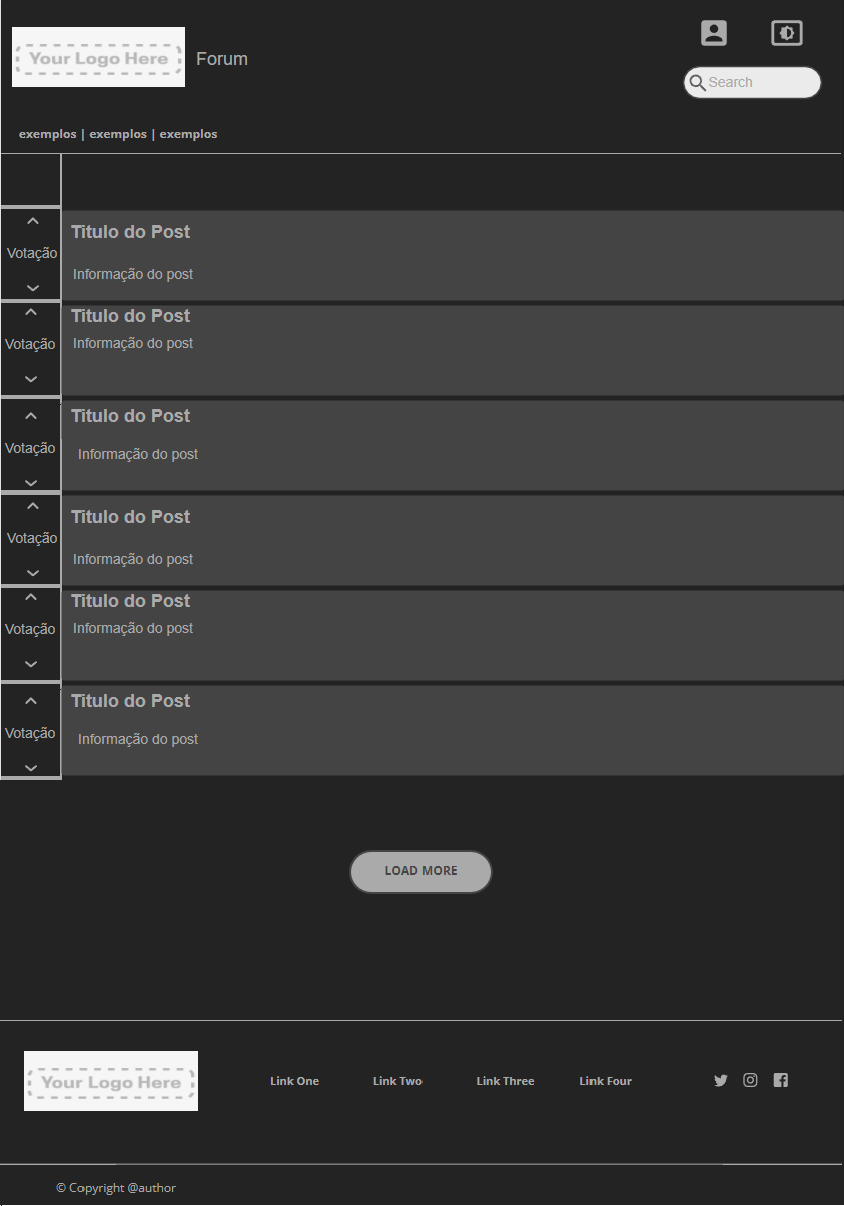 Your Logo Here
Forum
Search
exemplos | exemplos | exemplos
Titulo do Post
Votação
Informação do post
Titulo do Post
Votação
Informação do post
Titulo do Post
Votação
Informação do post
Titulo do Post
Votação
Informação do post
Titulo do Post
Votação
Informação do post
Titulo do Post
Votação
Informação do post
LOAD MORE
Your Logo Here
Link One
Link Two
Link Three
Link Four
© Copyright @author